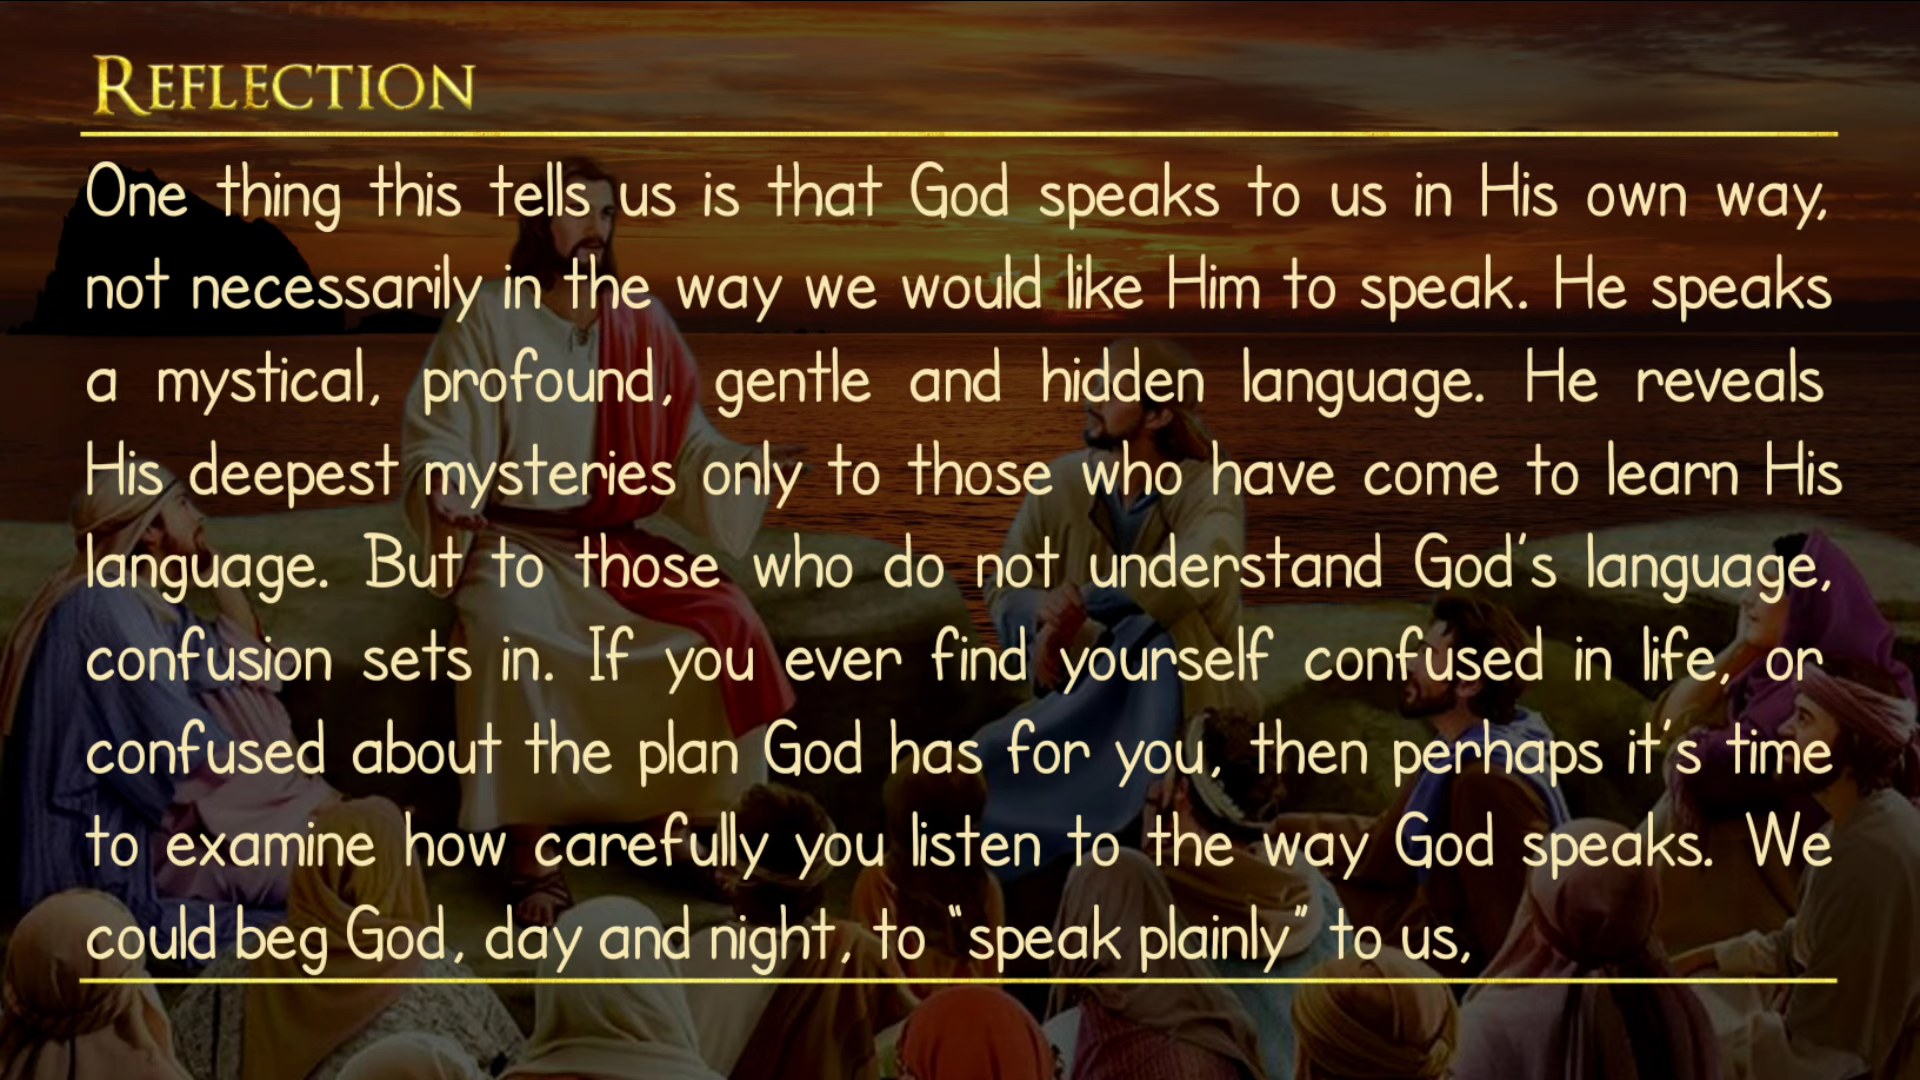 REFLECTION
One thing this tells us is that God speaks to us in His own way,
not necessarily in the way we would like Him to speak. He speaks
a mystical, profound, gentle and hidden language. He reveals
His deepest mysteries only to those who have come to learn His
language. But to those who do not understand God's language,
confusion sets in. If you ever find yourself confused in life, or
confused about the plan God has for you, then perhaps it's time
to examine how carefully you listen to the way God speaks. We
could beg God, day and night, to "speak plainly" to us,